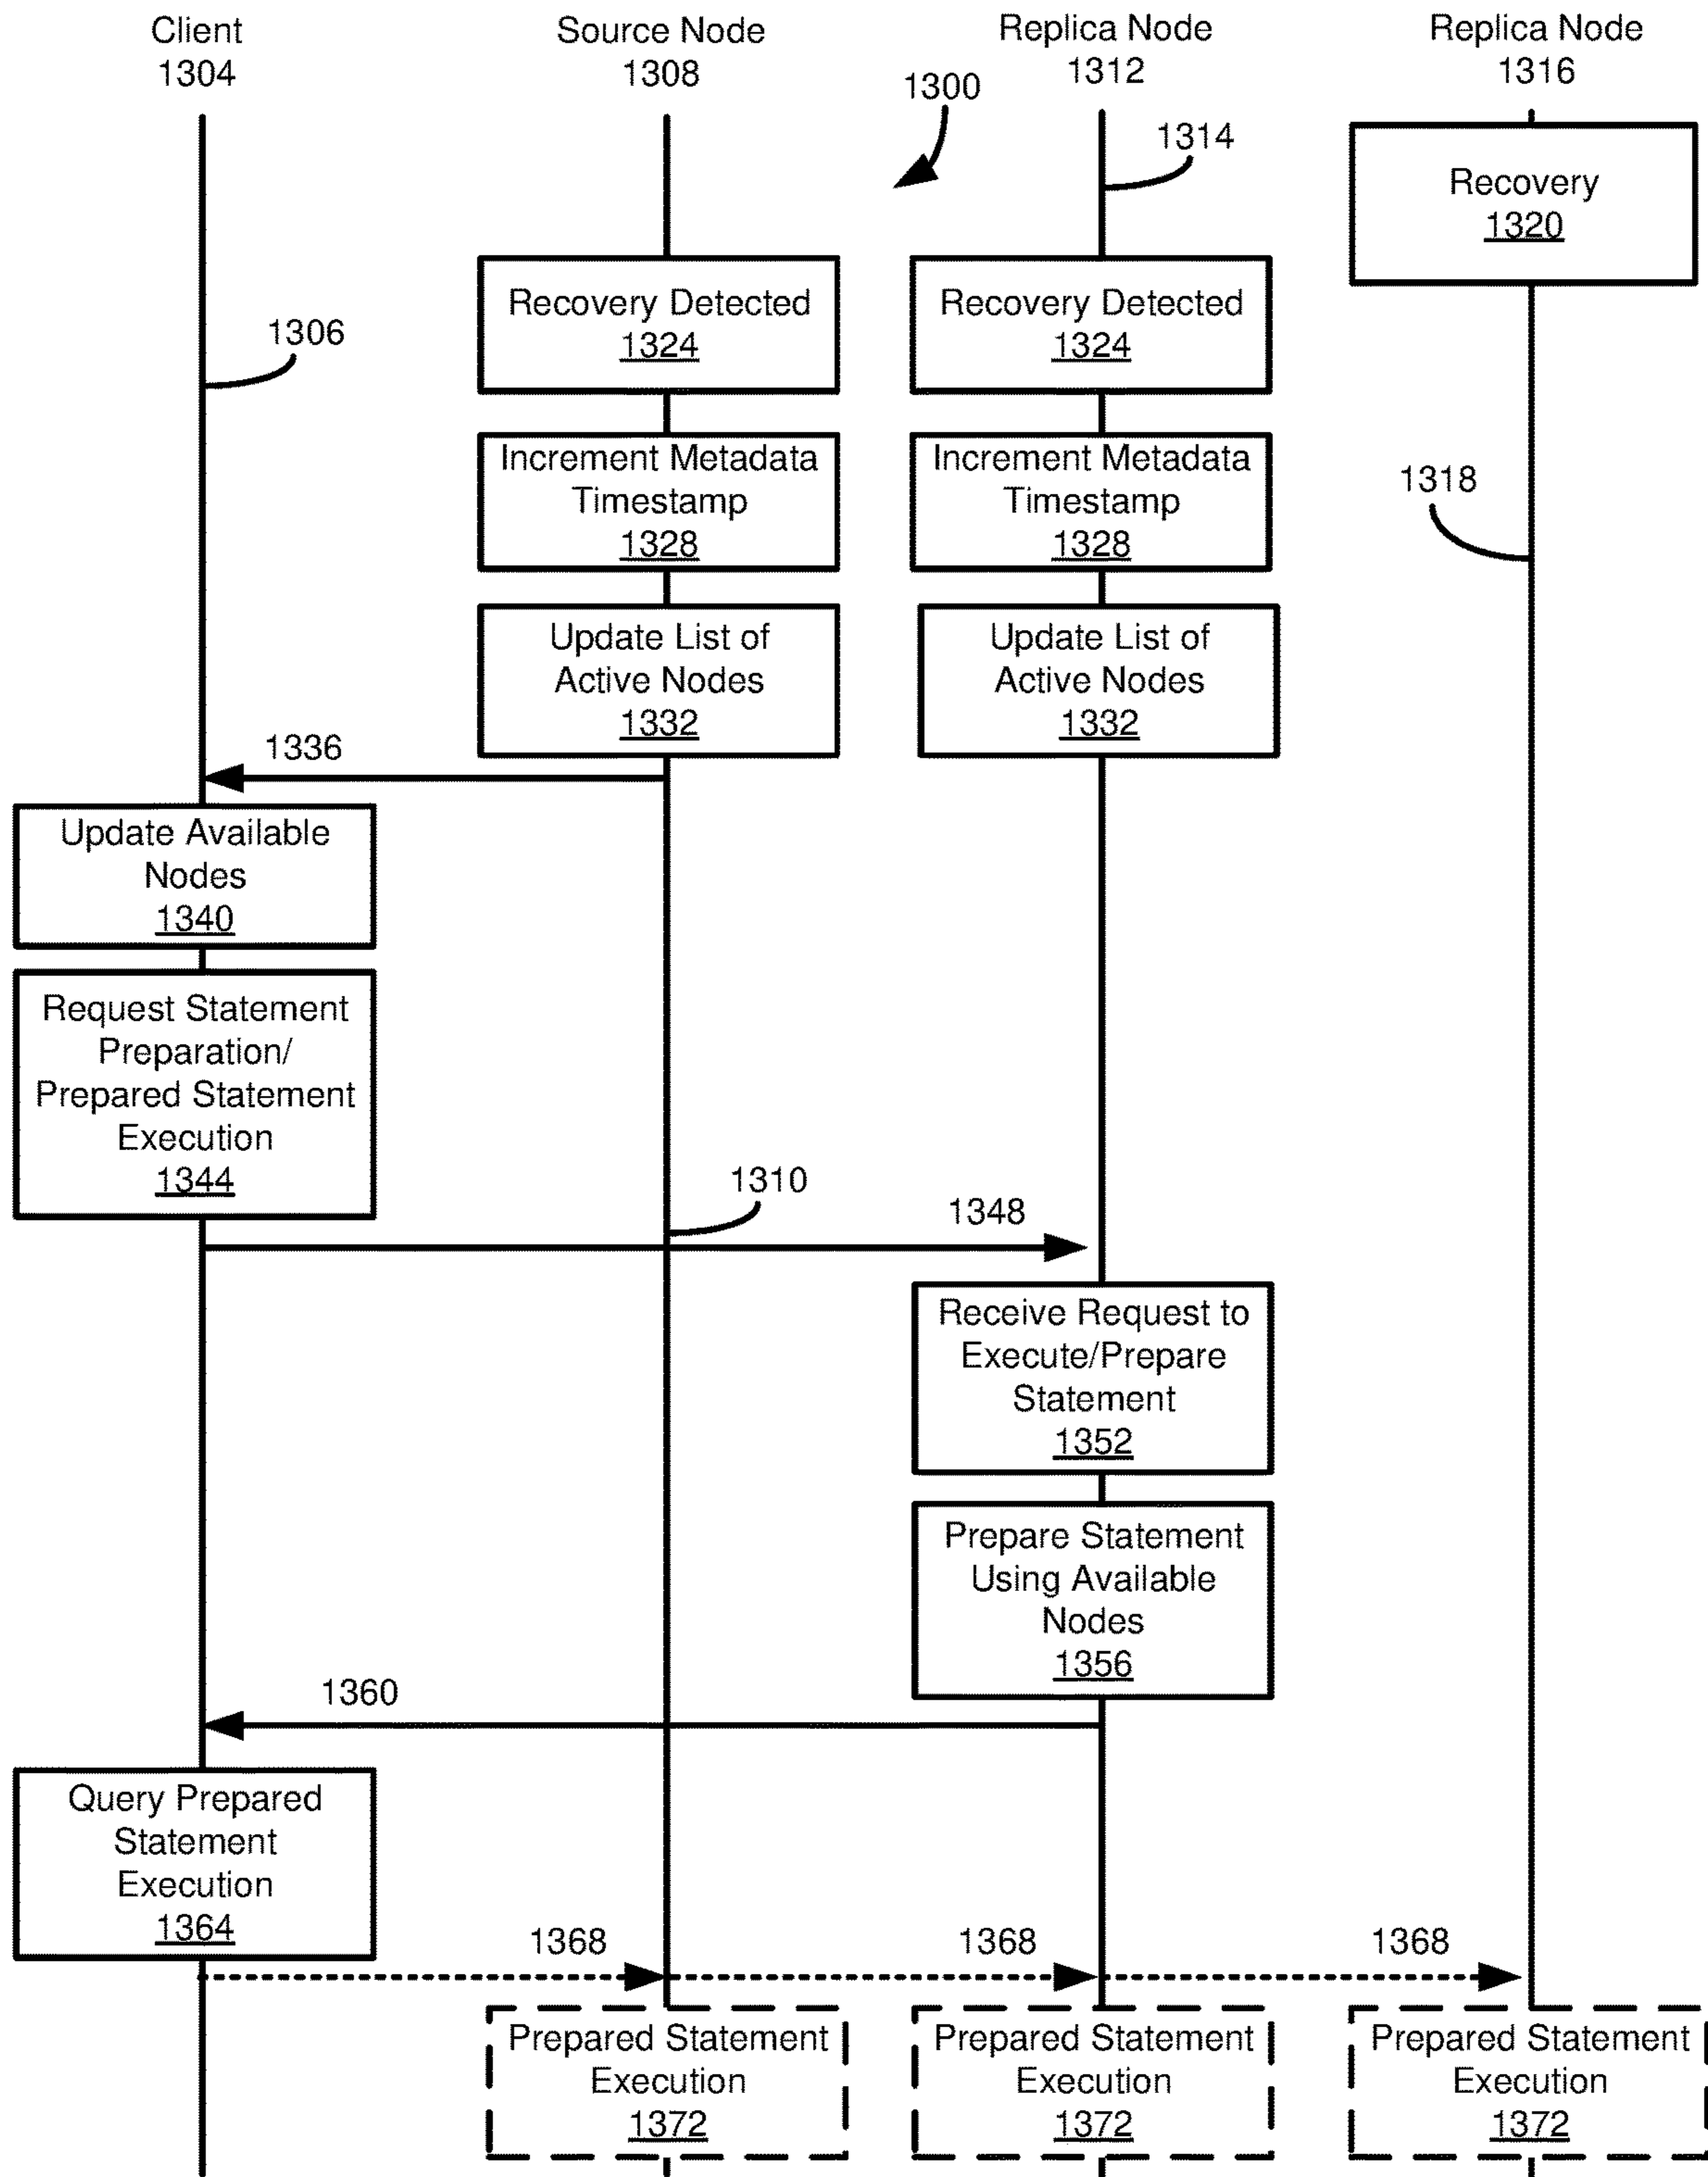 Client
1304
Source Node
1308
Replica Node
1312
Replica Node
1316
1300
1314
Recovery
1320
Recovery Detected
1324
Recovery Detected
1324
1306
Increment Metadata
Timestamp
1328
Increment Metadata
Timestamp
1328
1318
Update List of
Active Nodes
1332
Update List of
Active Nodes
1332
1336
Update Available
Nodes
1340
Request Statement
Preparation/
Prepared Statement
Execution
1344
1310
1348
Receive Request to
Execute/Prepare
Statement
1352
Prepare Statement
Using Available
Nodes
1356
1360
Query Prepared
Statement
Execution
1364
1368
1368
1368
Prepared Statement
Execution
1372
Prepared Statement
Execution
1372
Prepared Statement
Execution
1372